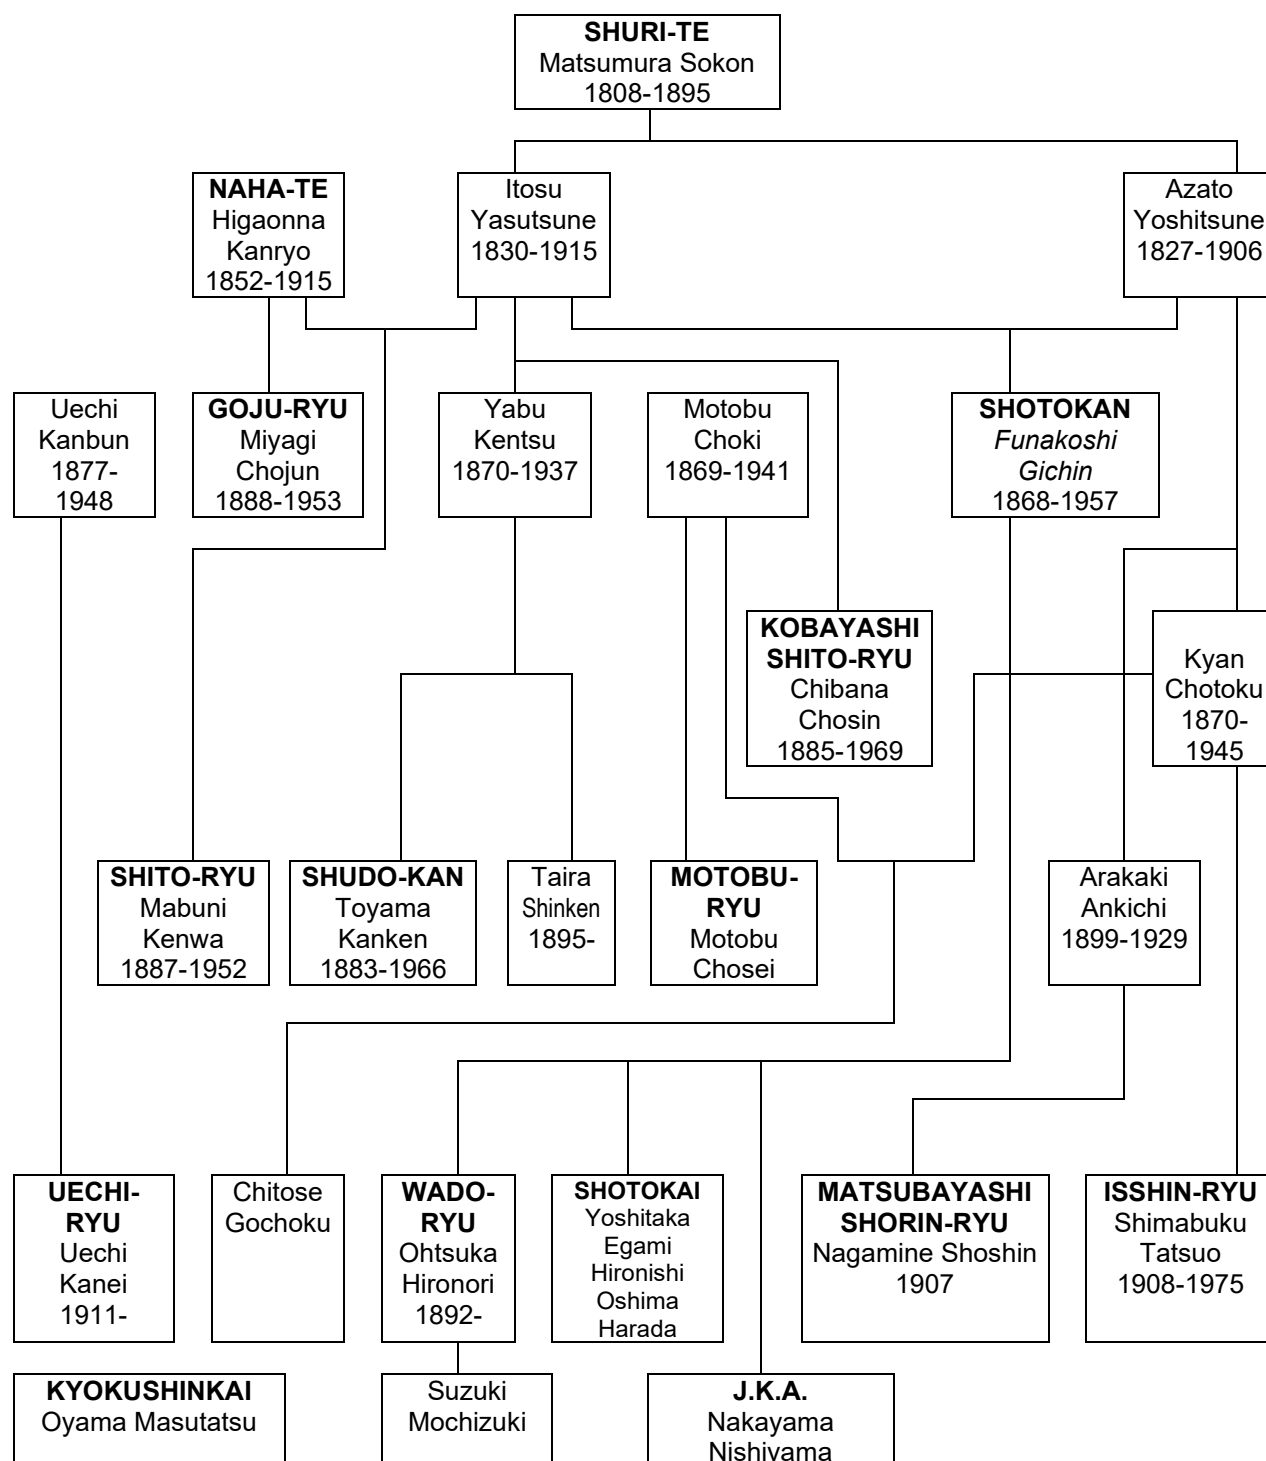 SHURI-TE
Matsumura Sokon
1808-1895
NAHA-TE
Higaonna
Kanryo
1852-1915
Itosu
Yasutsune
1830-1915
Azato
Yoshitsune
1827-1906
Uechi
Kanbun
1877-
1948
GOJU-RYU
Miyagi
Chojun
1888-1953
Yabu
Kentsu
1870-1937
Motobu
Choki
1869-1941
SHOTOKAN
Funakoshi
Gichin
1868-1957
KOBAYASHI
SHITO-RYU
Chibana
Chosin
1885-1969
Kyan
Chotoku
1870-
1945
SHITO-RYU
Mabuni
Kenwa
1887-1952
SHUDO-KAN
Toyama
Kanken
1883-1966
Taira
Shinken
1895-
MOTOBU-
RYU
Motobu
Chosei
Arakaki
Ankichi
1899-1929
UECHI-
RYU
Uechi
Kanei
1911-
Chitose
Gochoku
WADO-
RYU
Ohtsuka
Hironori
1892-
SHOTOKAI
Yoshitaka
Egami
Hironishi
Oshima
Harada
MATSUBAYASHI
SHORIN-RYU
Nagamine Shoshin
1907
ISSHIN-RYU
Shimabuku
Tatsuo
1908-1975
KYOKUSHINKAI
Oyama Masutatsu
Suzuki
Mochizuki
J.K.A.
Nakayama
Nishiyama